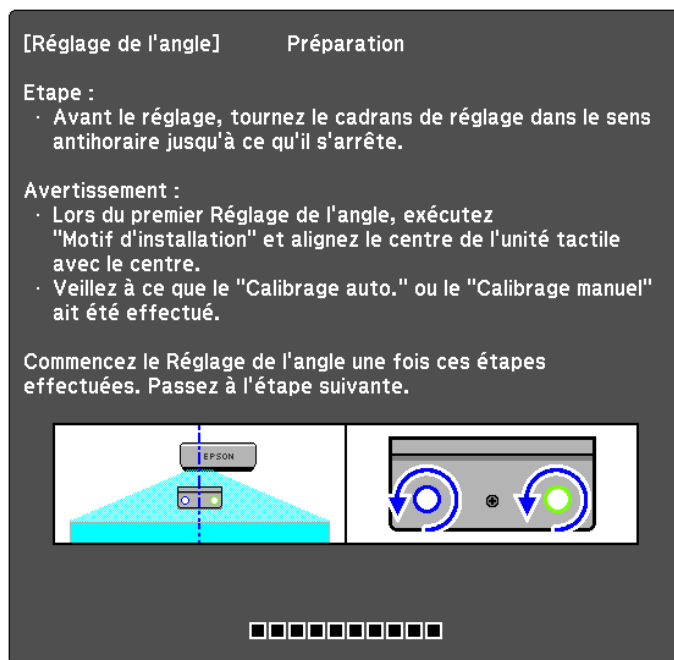 [Réglage de l'angle] Préparation
Etape :
· Avant le réglage, tournez le cadrans de réglage dans le sens
antihoraire jusqu'à ce qu'il s'arrête.
Avertissement :
· Lors du premier Réglage de l'angle, exécutez
"Motif d'installation" et alignez le centre de l'unité tactile
avec le centre.
· Veillez à ce que le "Calibrage auto." ou le "Calibrage manuel"
ait été effectué.
Commencez le Réglage de l'angle une fois ces étapes
effectuées. Passez à l'étape suivante.
EPSON